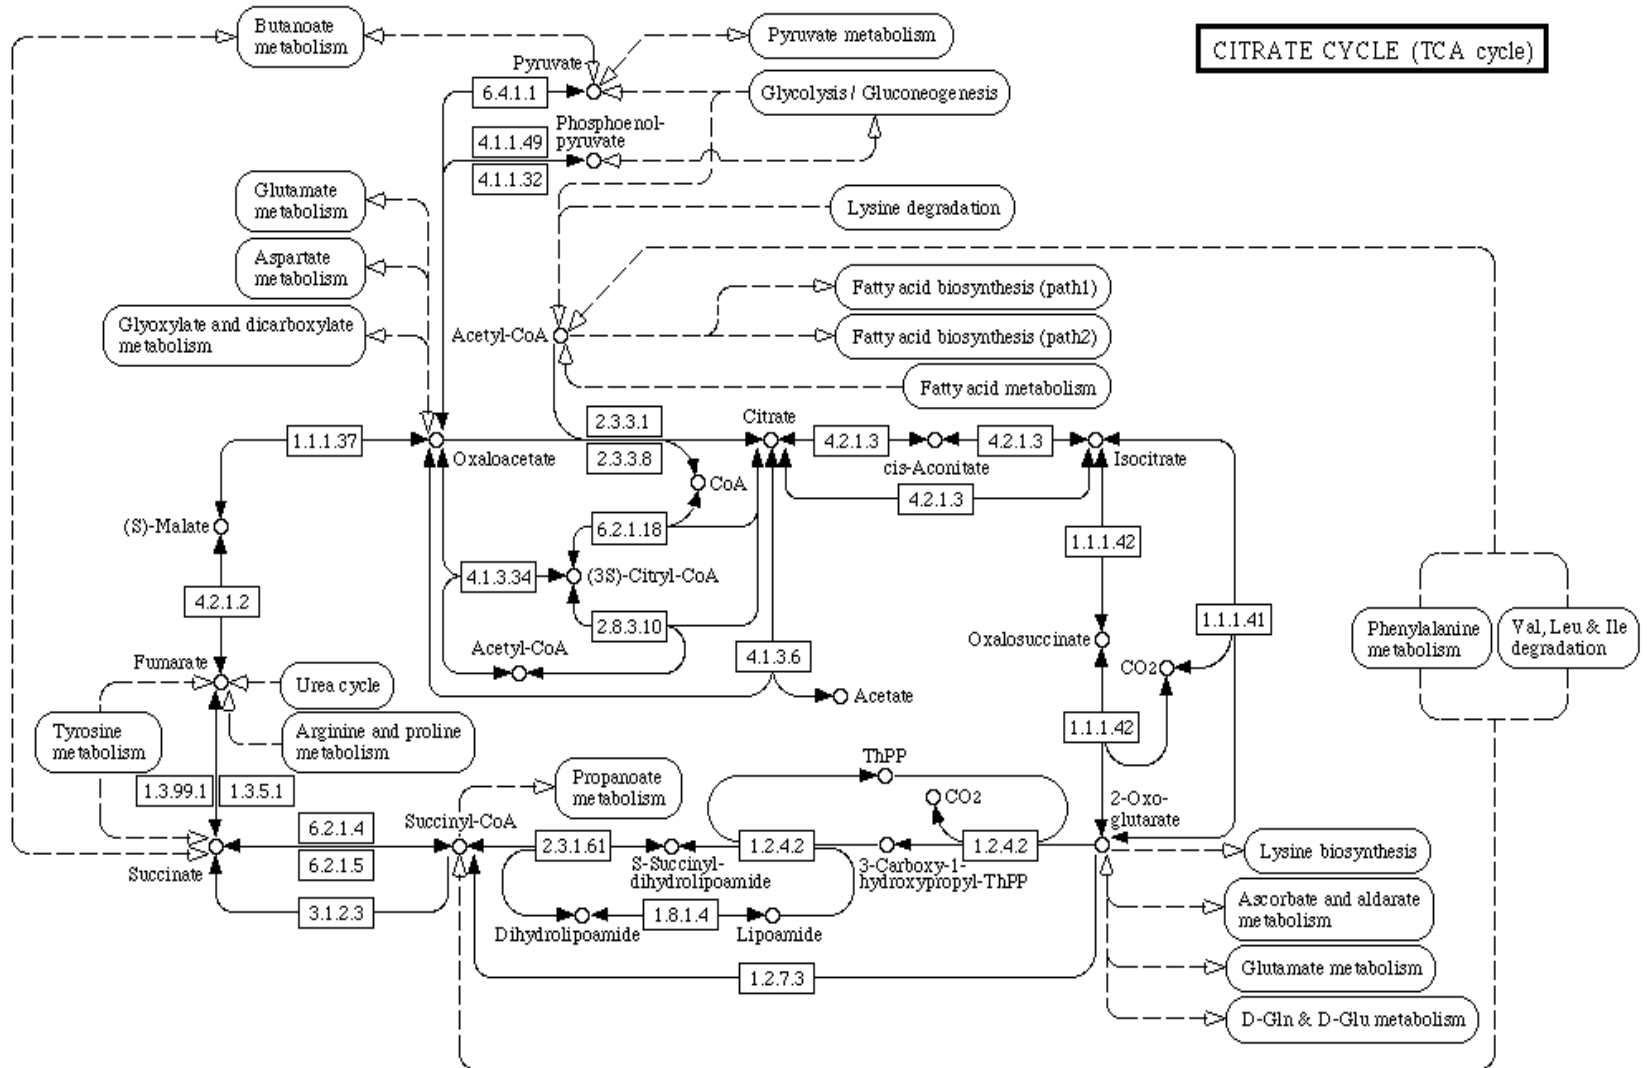 Butanoate
metabolism
Pyruvate metabolism
CITRATE CYCLE (TCA cycle)
Pyruvate
6.4.1.1
Glycolysis / Gluconeogenesis
Phosphoenol-
pyruvate
4.1.1.49
4.1.1.32
Glutamate
metabolism
Lysine degradation
Aspartate
metabolism
Fatty acid biosynthesis (path1)
Glyoxylate and dicarboxylate
metabolism
Acetyl-CoA
Fatty acid biosynthesis (path2)
Fatty acid metabolism
1.1.1.37
Oxaloacetate
2.3.3.1
2.3.3.8
Citrate
4.2.1.3
cis-Aconitate
4.2.1.3
Isocitrate
CoA
4.2.1.3
(S)-Malate
6.2.1.18
1.1.1.42
4.1.3.34
(3S)-Citryl-CoA
4.2.1.2
2.8.3.10
1.1.1.41
Acetyl-CoA
4.1.3.6
Oxalosuccinate
CO2
Phenylalanine
metabolism
Val, Leu & Ile
degradation
Fumarate
Urea cycle
Acetate
Tyrosine
metabolism
Arginine and proline
metabolism
1.1.1.42
1.3.99.1
1.3.5.1
Propanoate
metabolism
ThPP
CO2
2-Oxo-
glutarate
6.2.1.4
6.2.1.5
Succinyl-CoA
2.3.1.61
1.2.4.2
1.2.4.2
Lysine biosynthesis
Succinate
S-Succinyl-
dihydrolipoamide
3-Carboxy-1-
hydroxypropyl-ThPP
3.1.2.3
1.8.1.4
Ascorbate and aldarate
metabolism
Dihydrolipoamide
Lipoamide
1.2.7.3
Glutamate metabolism
D-Gln & D-Glu metabolism